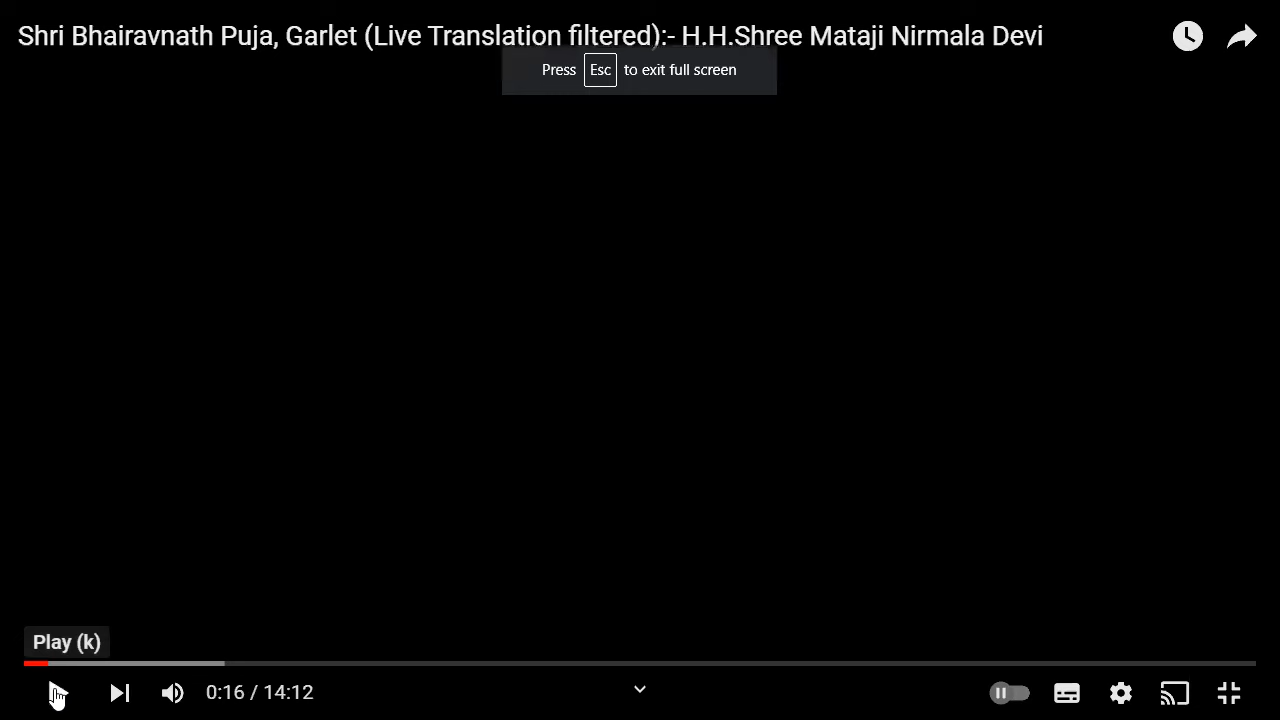 Shri Bhairavnath Puja, Garlet (Live Translation filtered):- H.H.Shree Mataji Nirmala Devi
Press Esc to exit full screen
Play (k)
0:16 / 14:12